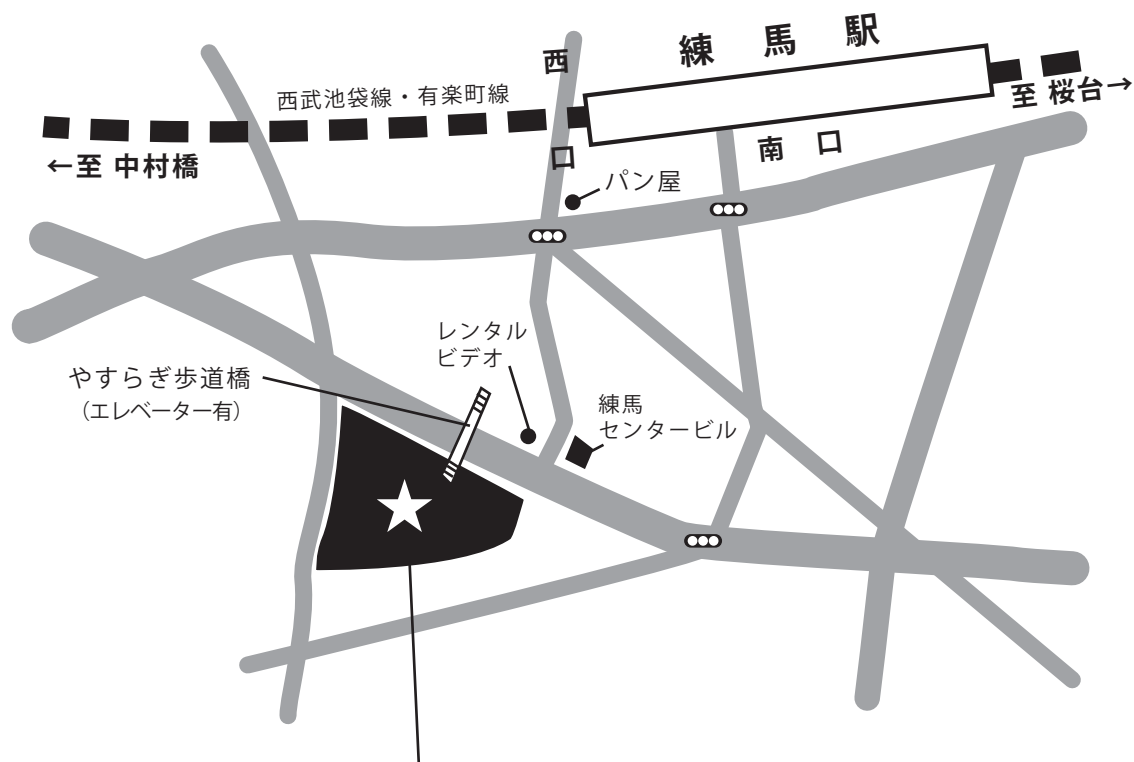 練馬駅
西口
西武池袋線・有楽町線
至 桜台→
←至 中村橋
南口
パン屋
レンタル
ビデオ
やすらぎ歩道橋
（エレベーター有）
練馬
センタービル